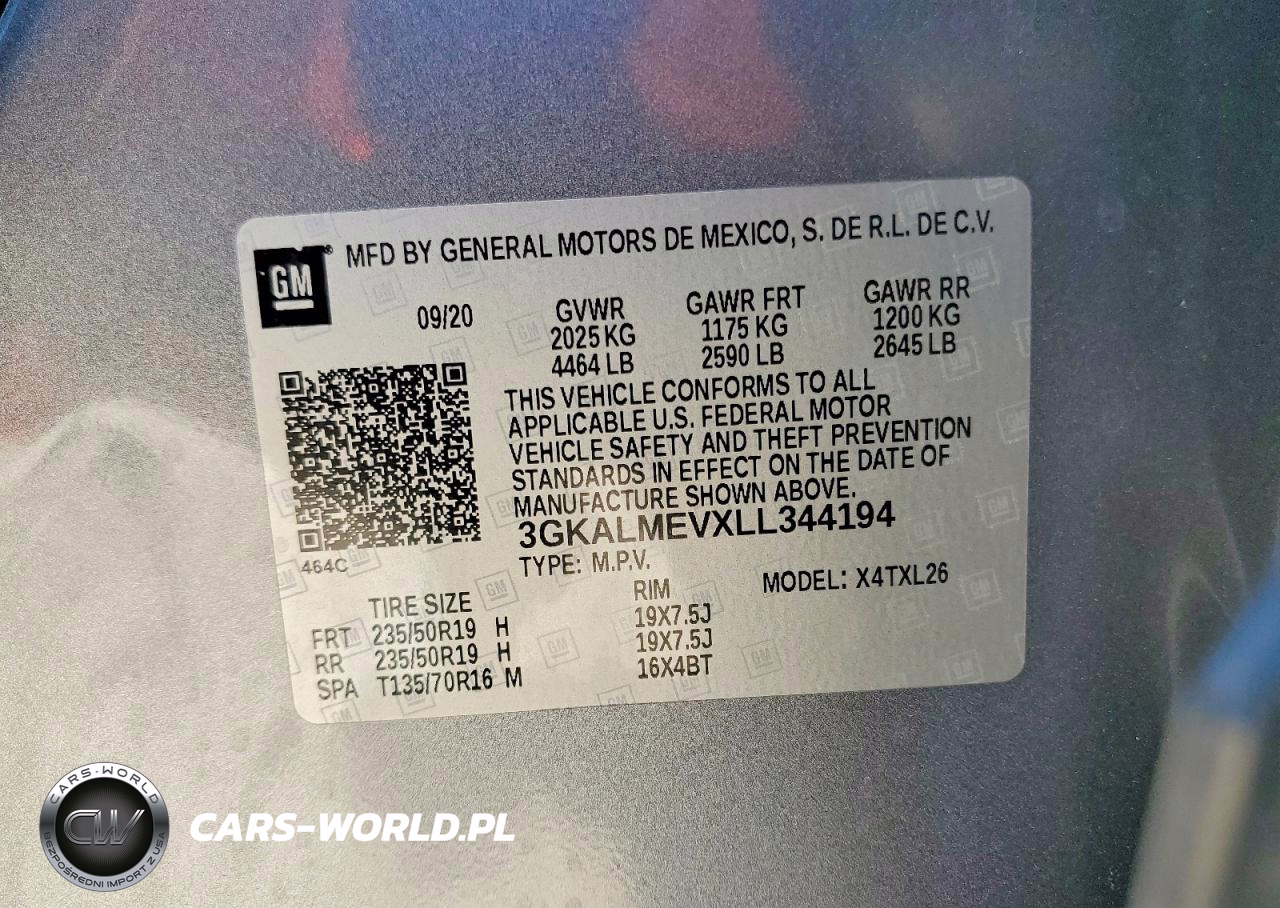 MFD BY GENERAL MOTORS DE MEXICO, S. DE R.L. DE C.V.
GM®
09/20
GVWR GAWR FRT GAWR RR
2025 KG 1175 KG 1200 KG
4464 LB 2590 LB 2645 LB
THIS VEHICLE CONFORMS TO ALL
APPLICABLE U.S. FEDERAL MOTOR
VEHICLE SAFETY AND THEFT PREVENTION
STANDARDS IN EFFECT ON THE DATE OF
MANUFACTURE SHOWN ABOVE.
3GKALMEVXLL344194
464C
TYPE: M.P.V. MODEL: X4TXL26
TIRE SIZE RIM
FRT 235/50R19 H 19X7.5J
RR 235/50R19 H 19X7.5J
SPA T135/70R16 M 16X4BT
CARS-WORLD
CW
BEZPOŚREDNI IMPORT Z USA
CARS-WORLD.PL